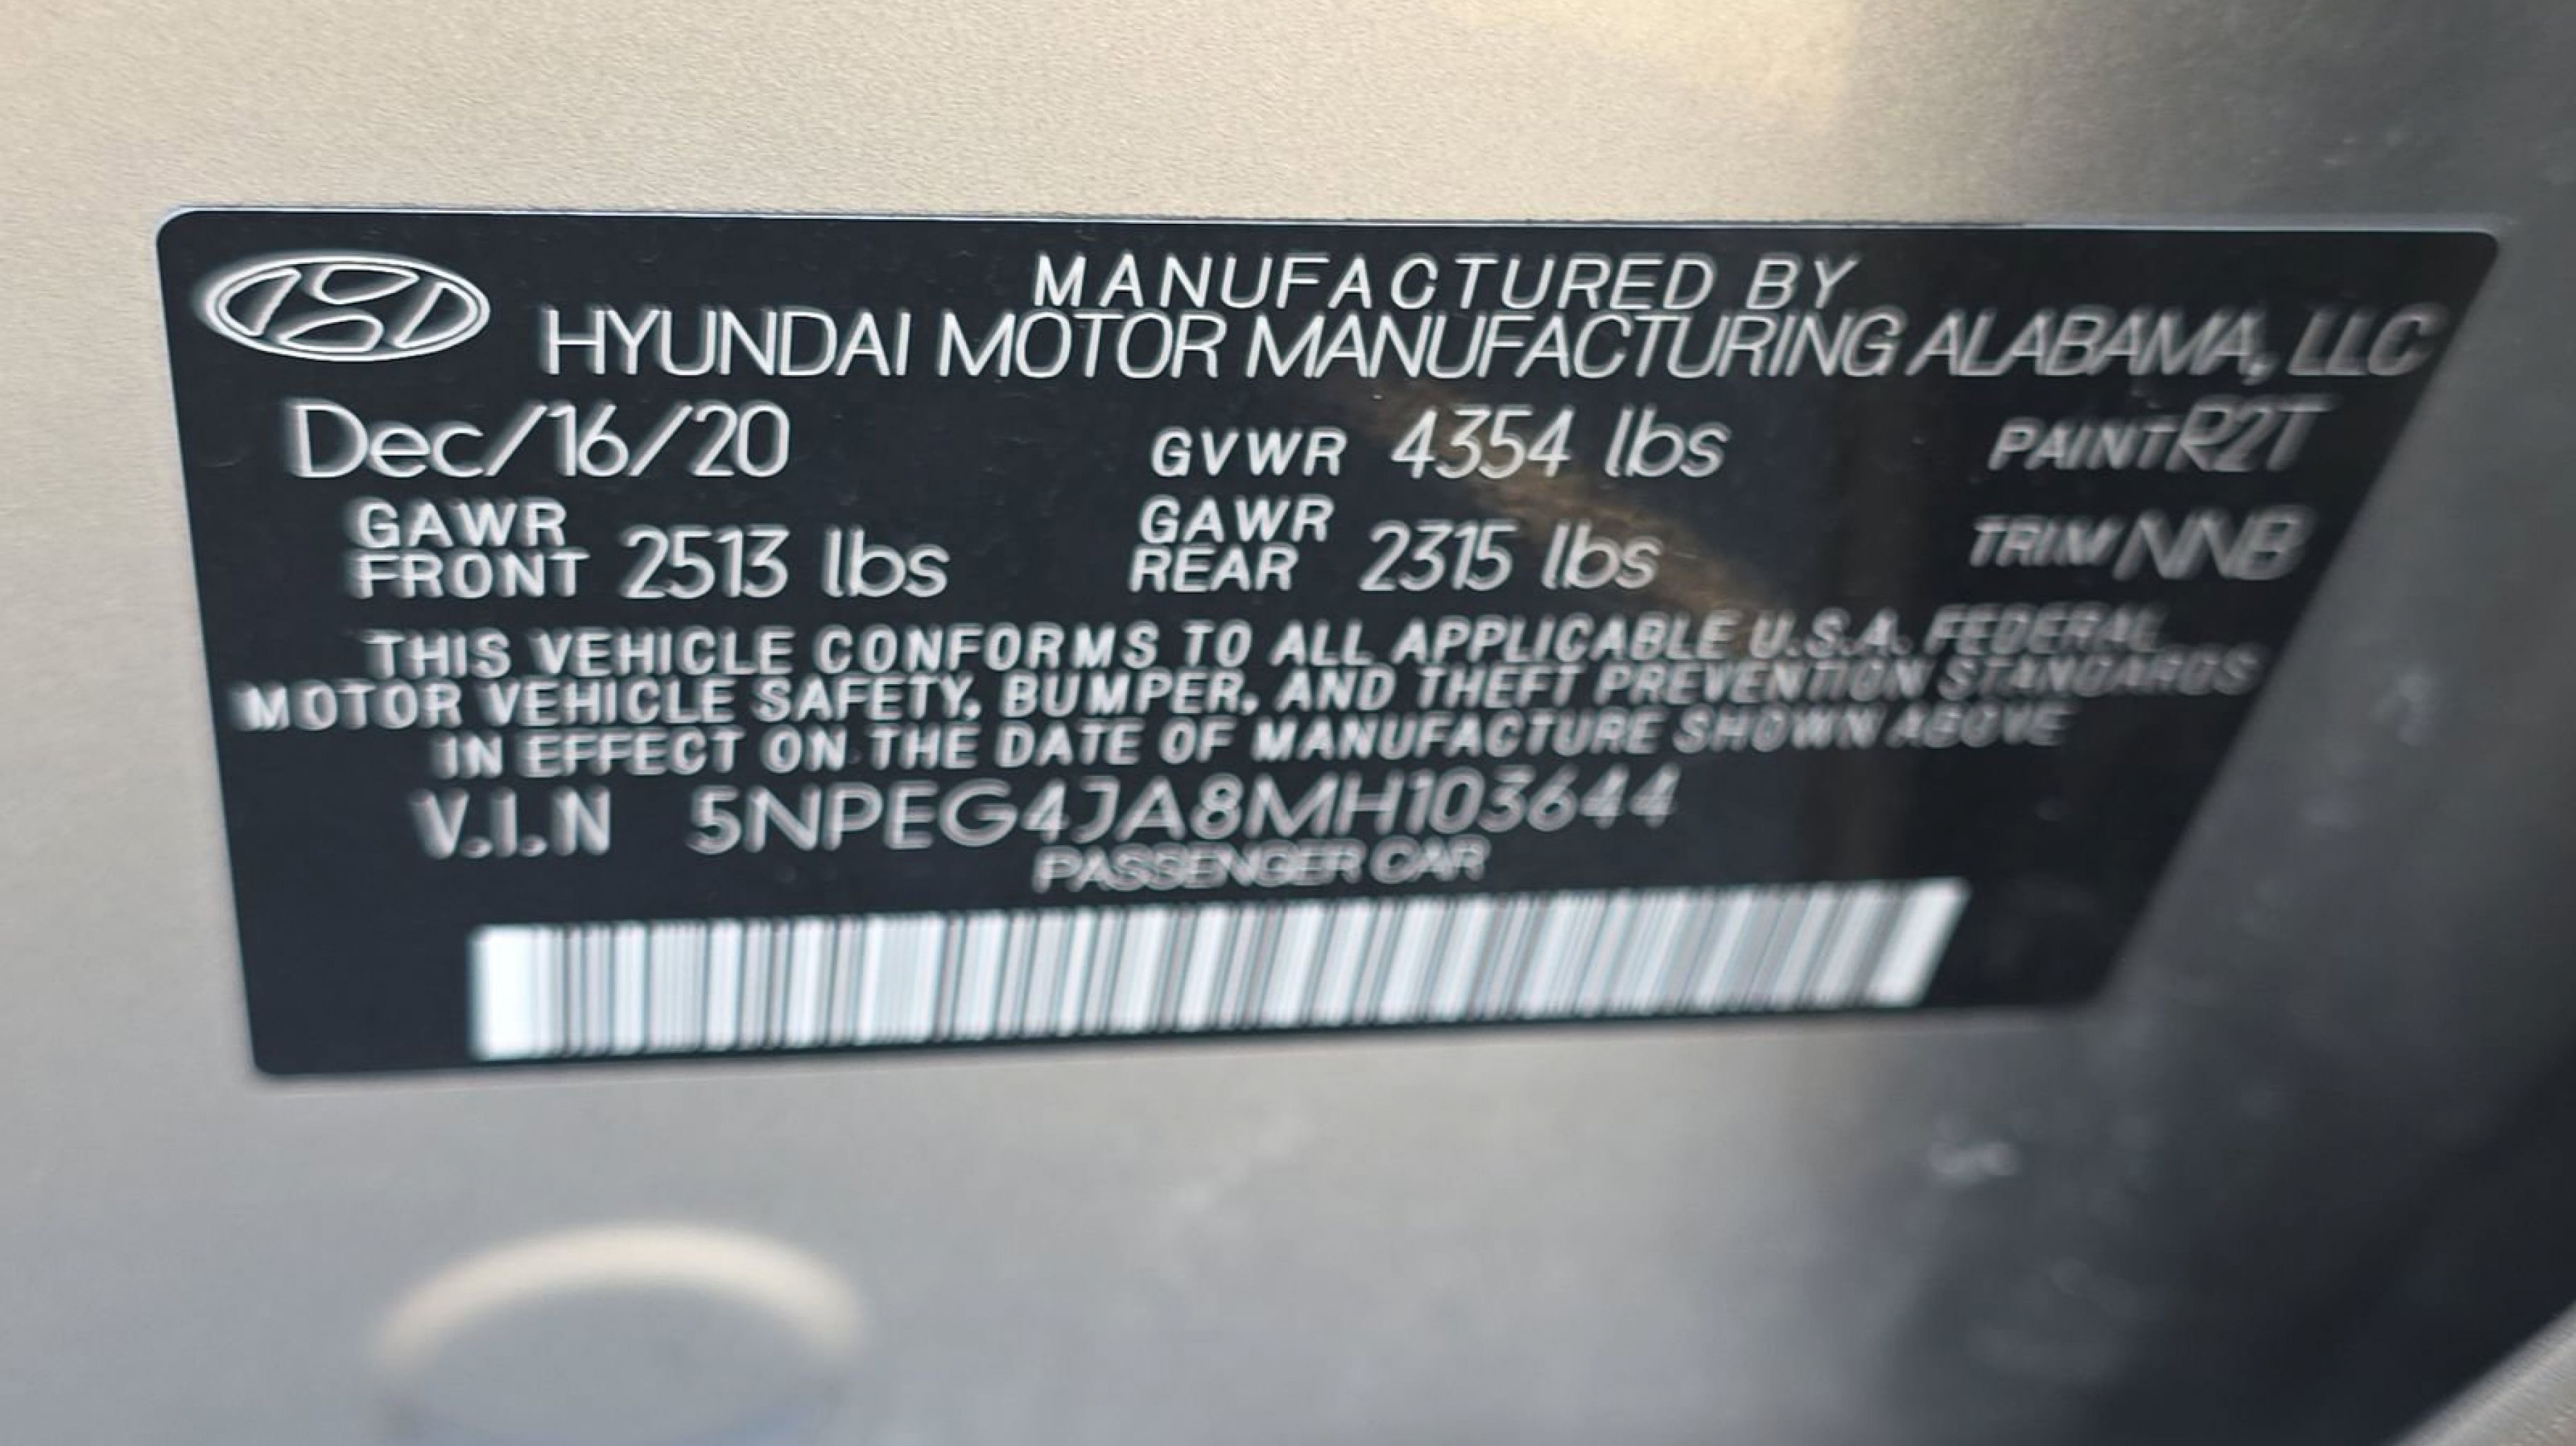 MANUFACTURED BY
HYUNDAI MOTOR MANUFACTURING ALABAMA, LLC
Dec/16/20 GVWR 4354 lbs PAINT R2T
GAWR FRONT 2513 lbs GAWR REAR 2315 lbs TRIM NNB
THIS VEHICLE CONFORMS TO ALL APPLICABLE U.S.A. FEDERAL
MOTOR VEHICLE SAFETY, BUMPER, AND THEFT PREVENTION STANDARDS
IN EFFECT ON THE DATE OF MANUFACTURE SHOWN ABOVE
V.I.N 5NPEG4JA8MH103644
PASSENGER CAR